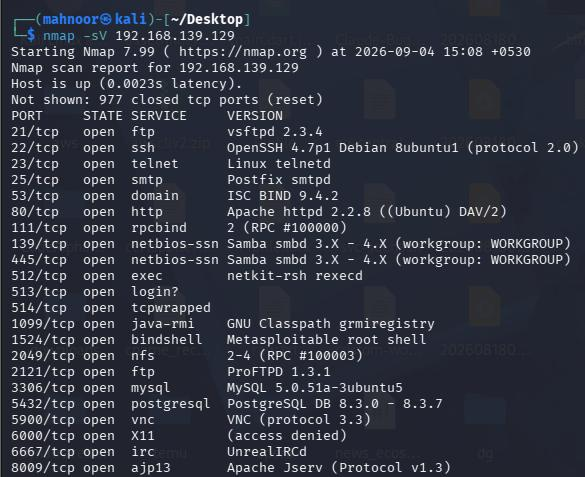 ┌──(mahnoor㉿kali)-[~/Desktop]
└─$ nmap -sV 192.168.139.129
Starting Nmap 7.99 ( https://nmap.org ) at 2026-09-04 15:08 +0530
Nmap scan report for 192.168.139.129
Host is up (0.0023s latency).
Not shown: 977 closed tcp ports (reset)
PORT     STATE SERVICE     VERSION
21/tcp   open  ftp         vsftpd 2.3.4
22/tcp   open  ssh         OpenSSH 4.7p1 Debian 8ubuntu1 (protocol 2.0)
23/tcp   open  telnet      Linux telnetd
25/tcp   open  smtp        Postfix smtpd
53/tcp   open  domain      ISC BIND 9.4.2
80/tcp   open  http        Apache httpd 2.2.8 ((Ubuntu) DAV/2)
111/tcp  open  rpcbind     2 (RPC #100000)
139/tcp  open  netbios-ssn Samba smbd 3.X - 4.X (workgroup: WORKGROUP)
445/tcp  open  netbios-ssn Samba smbd 3.X - 4.X (workgroup: WORKGROUP)
512/tcp  open  exec        netkit-rsh rexecd
513/tcp  open  login?
514/tcp  open  tcpwrapped
1099/tcp open  java-rmi    GNU Classpath grmiregistry
1524/tcp open  bindshell   Metasploitable root shell
2049/tcp open  nfs         2-4 (RPC #100003)
2121/tcp open  ftp         ProFTPD 1.3.1
3306/tcp open  mysql       MySQL 5.0.51a-3ubuntu5
5432/tcp open  postgresql  PostgreSQL DB 8.3.0 - 8.3.7
5900/tcp open  vnc         VNC (protocol 3.3)
6000/tcp open  X11         (access denied)
6667/tcp open  irc         UnrealIRCd
8009/tcp open  ajp13       Apache Jserv (Protocol v1.3)